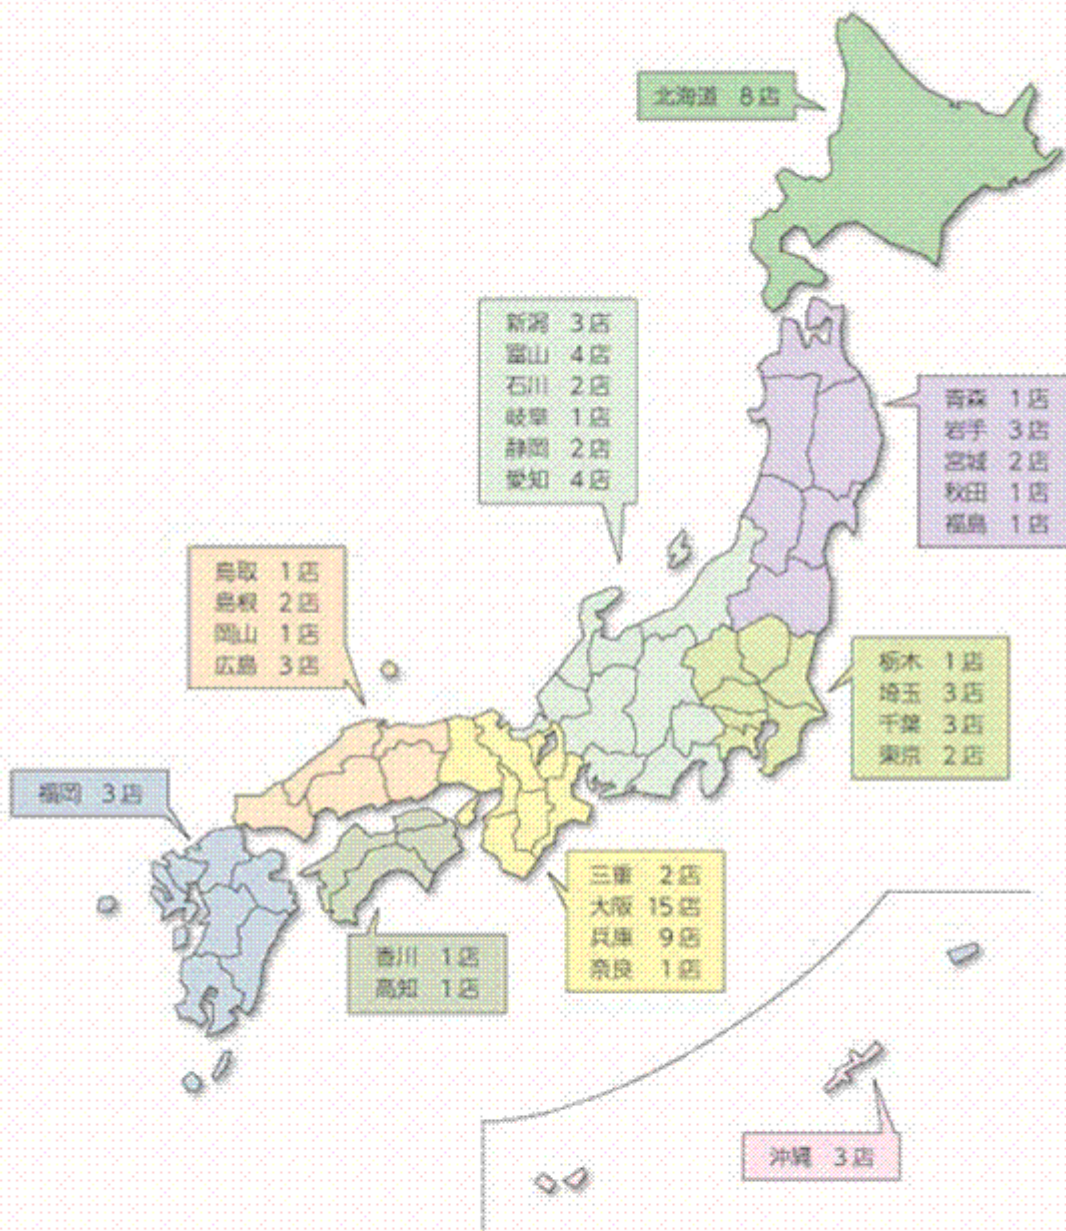 北海道 8店
新潟 3店
富山 4店
石川 2店
岐阜 1店
静岡 2店
愛知 4店
青森 1店
岩手 3店
宮城 2店
秋田 1店
福島 1店
鳥取 1店
島根 2店
岡山 1店
広島 3店
栃木 1店
埼玉 3店
千葉 3店
東京 2店
福岡 3店
三重 2店
大阪 15店
兵庫 9店
奈良 1店
香川 1店
高知 1店
沖縄 3店